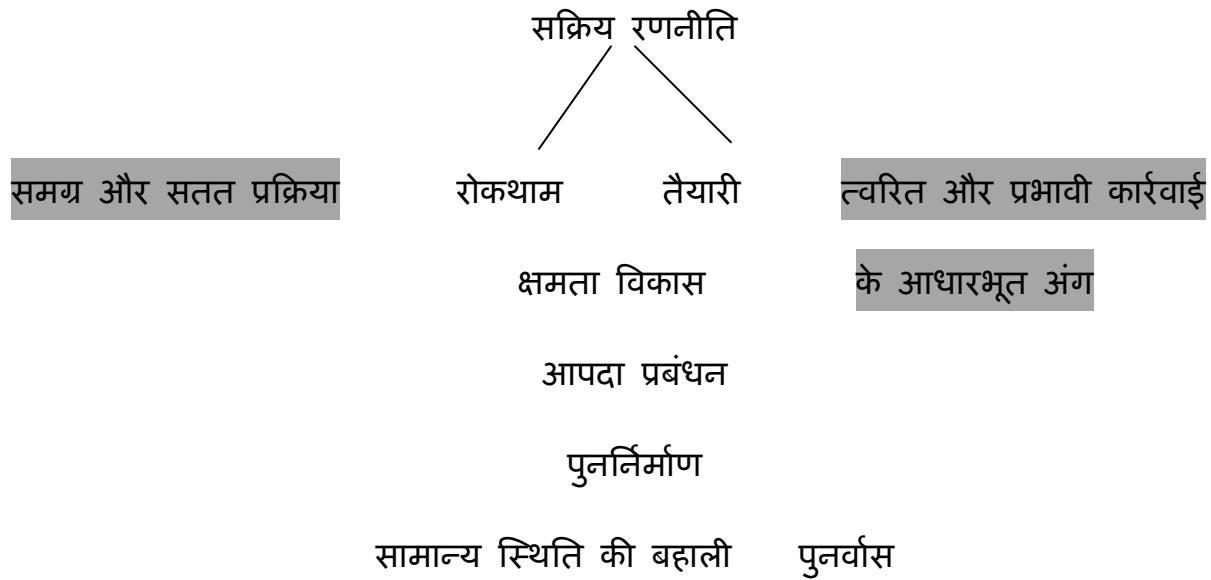 सक्रिय रणनीति
समग्र और सतत प्रक्रिया रोकथाम तैयारी त्वरित और प्रभावी कार्रवाई
क्षमता विकास के आधारभूत अंग
आपदा प्रबंधन
पुनर्निर्माण
सामान्य स्थिति की बहाली पुनर्वास